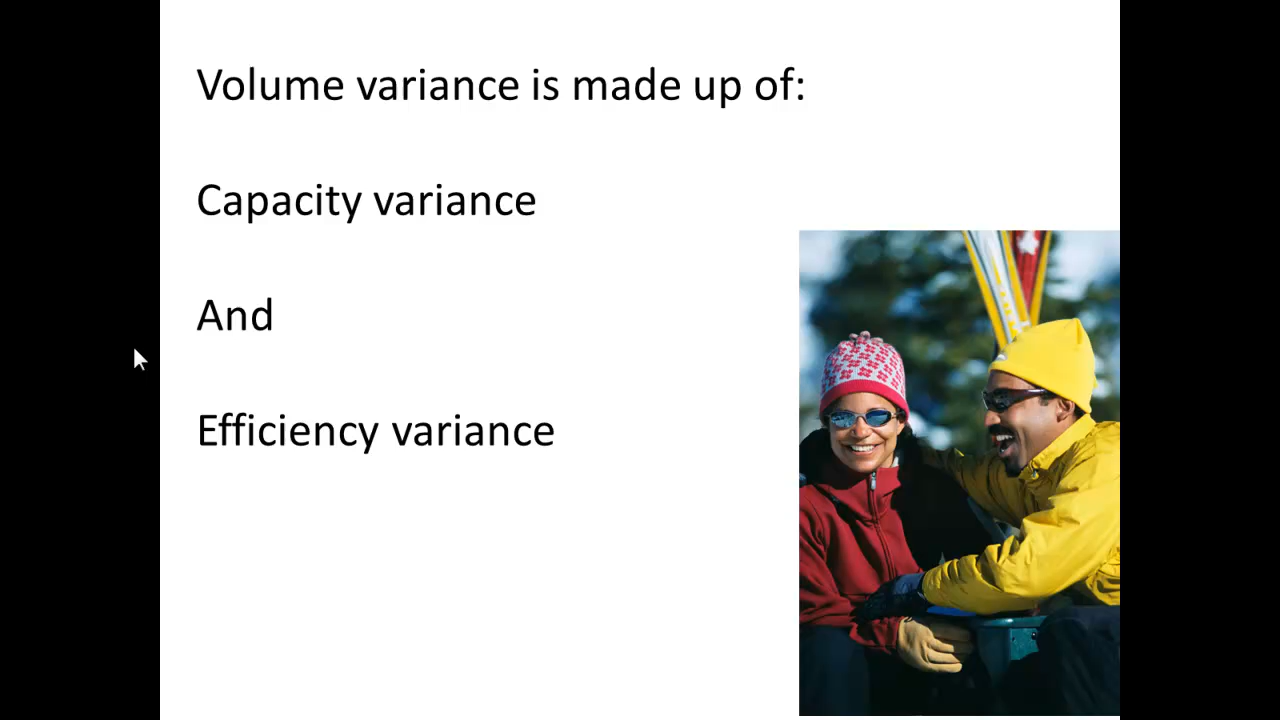 Volume variance is made up of:
Capacity variance
And
Efficiency variance